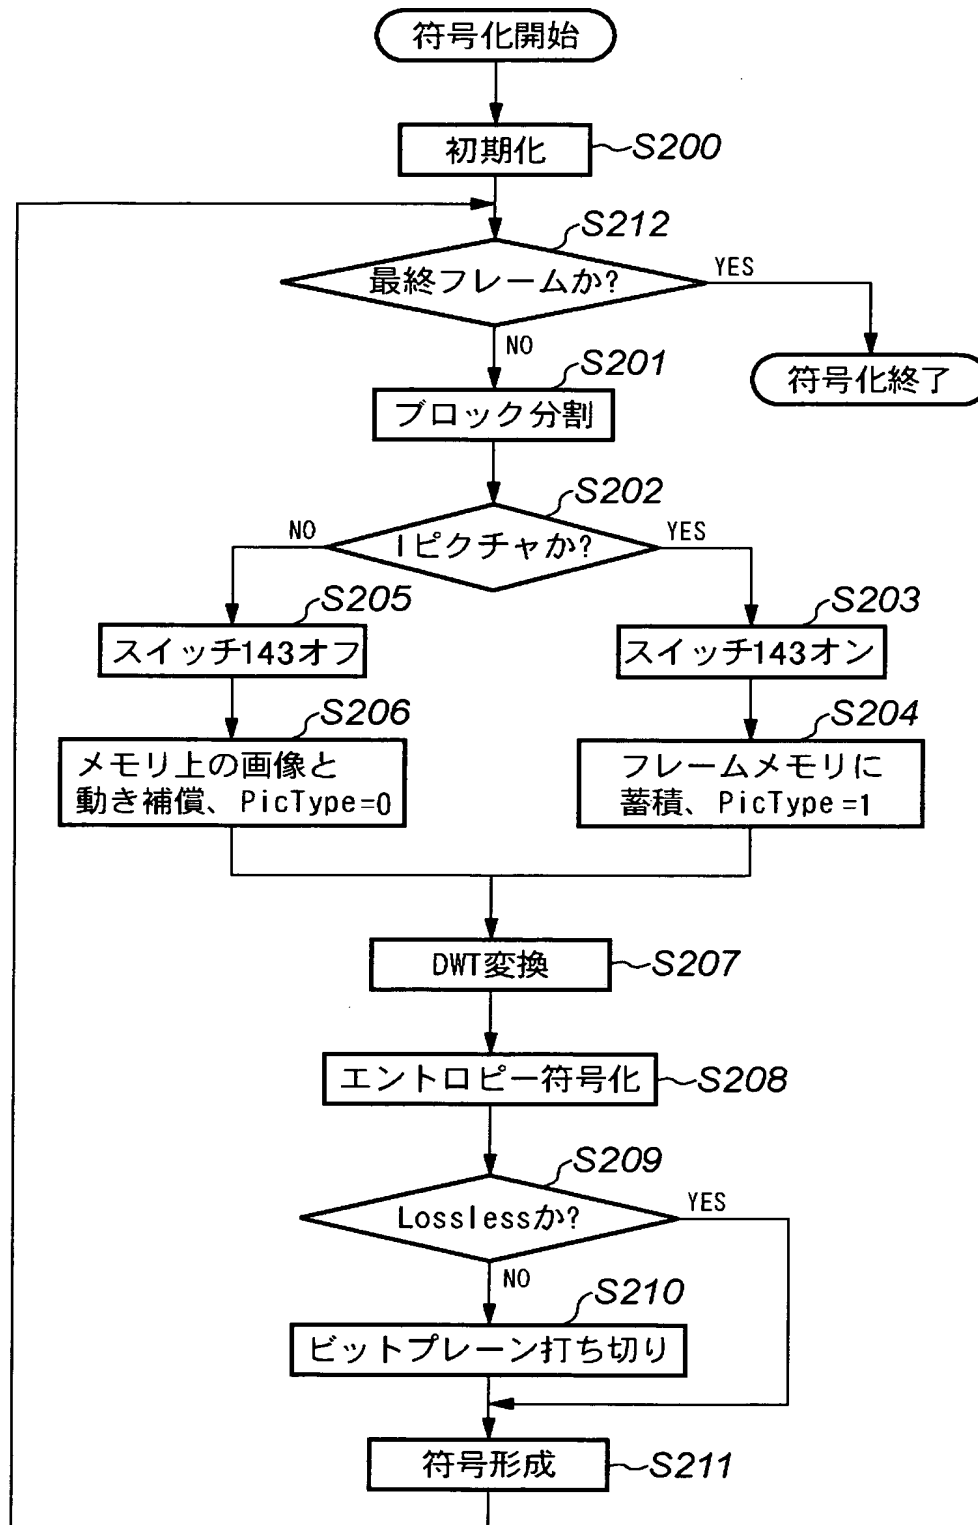 符号化開始
初期化
S200
S212
最終フレームか?
YES
NO
符号化終了
S201
ブロック分割
S202
Iピクチャか?
NO
YES
S205
スイッチ143オフ
S203
スイッチ143オン
S206
メモリ上の画像と
動き補償、PicType=0
S204
フレームメモリに
蓄積、PicType=1
DWT変換
S207
エントロピー符号化
S208
S209
Losslessか?
YES
NO
S210
ビットプレーン打ち切り
符号形成
S211